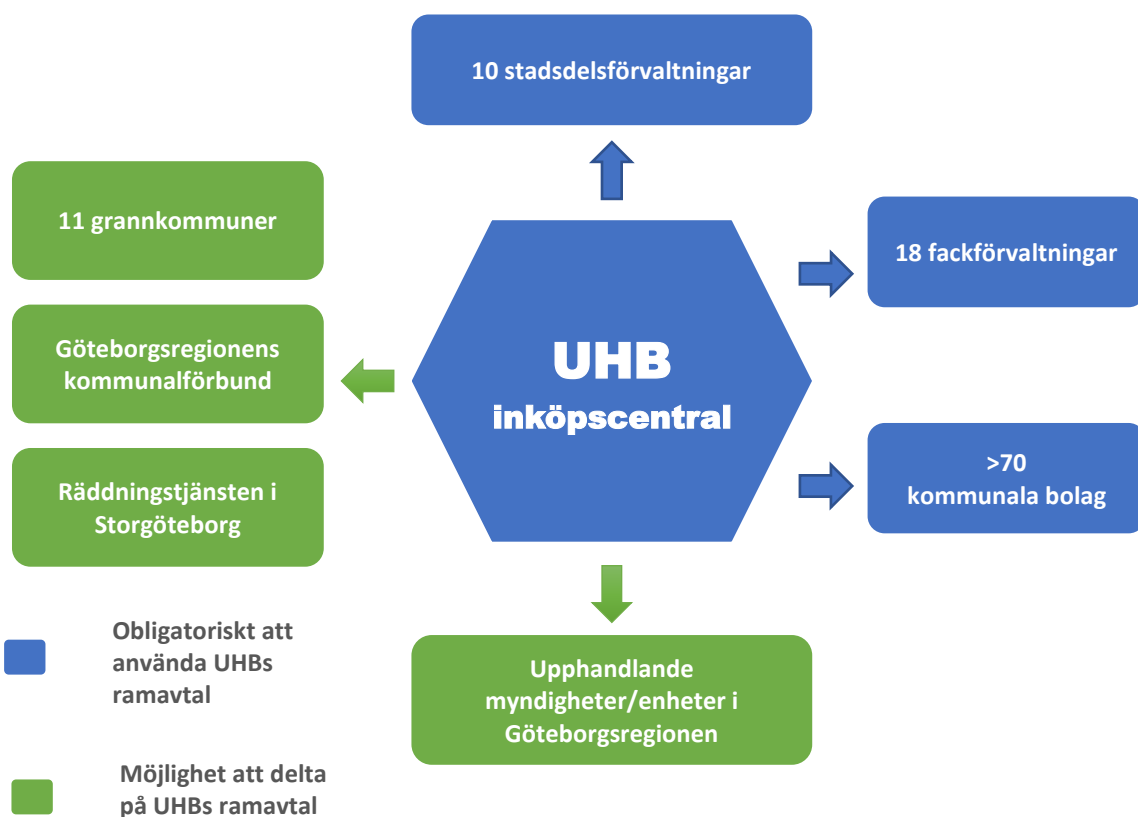 10 stadsdelsförvaltningar
11 grannkommuner
18 fackförvaltningar
Göteborgsregionens
kommunalförbund
UHB
inköpscentral
Räddningstjänsten i
Storgöteborg
>70
kommunala bolag
Obligatoriskt att
använda UHBs
ramavtal
Upphandlande
myndigheter/enheter i
Göteborgsregionen
Möjlighet att delta
på UHBs ramavtal